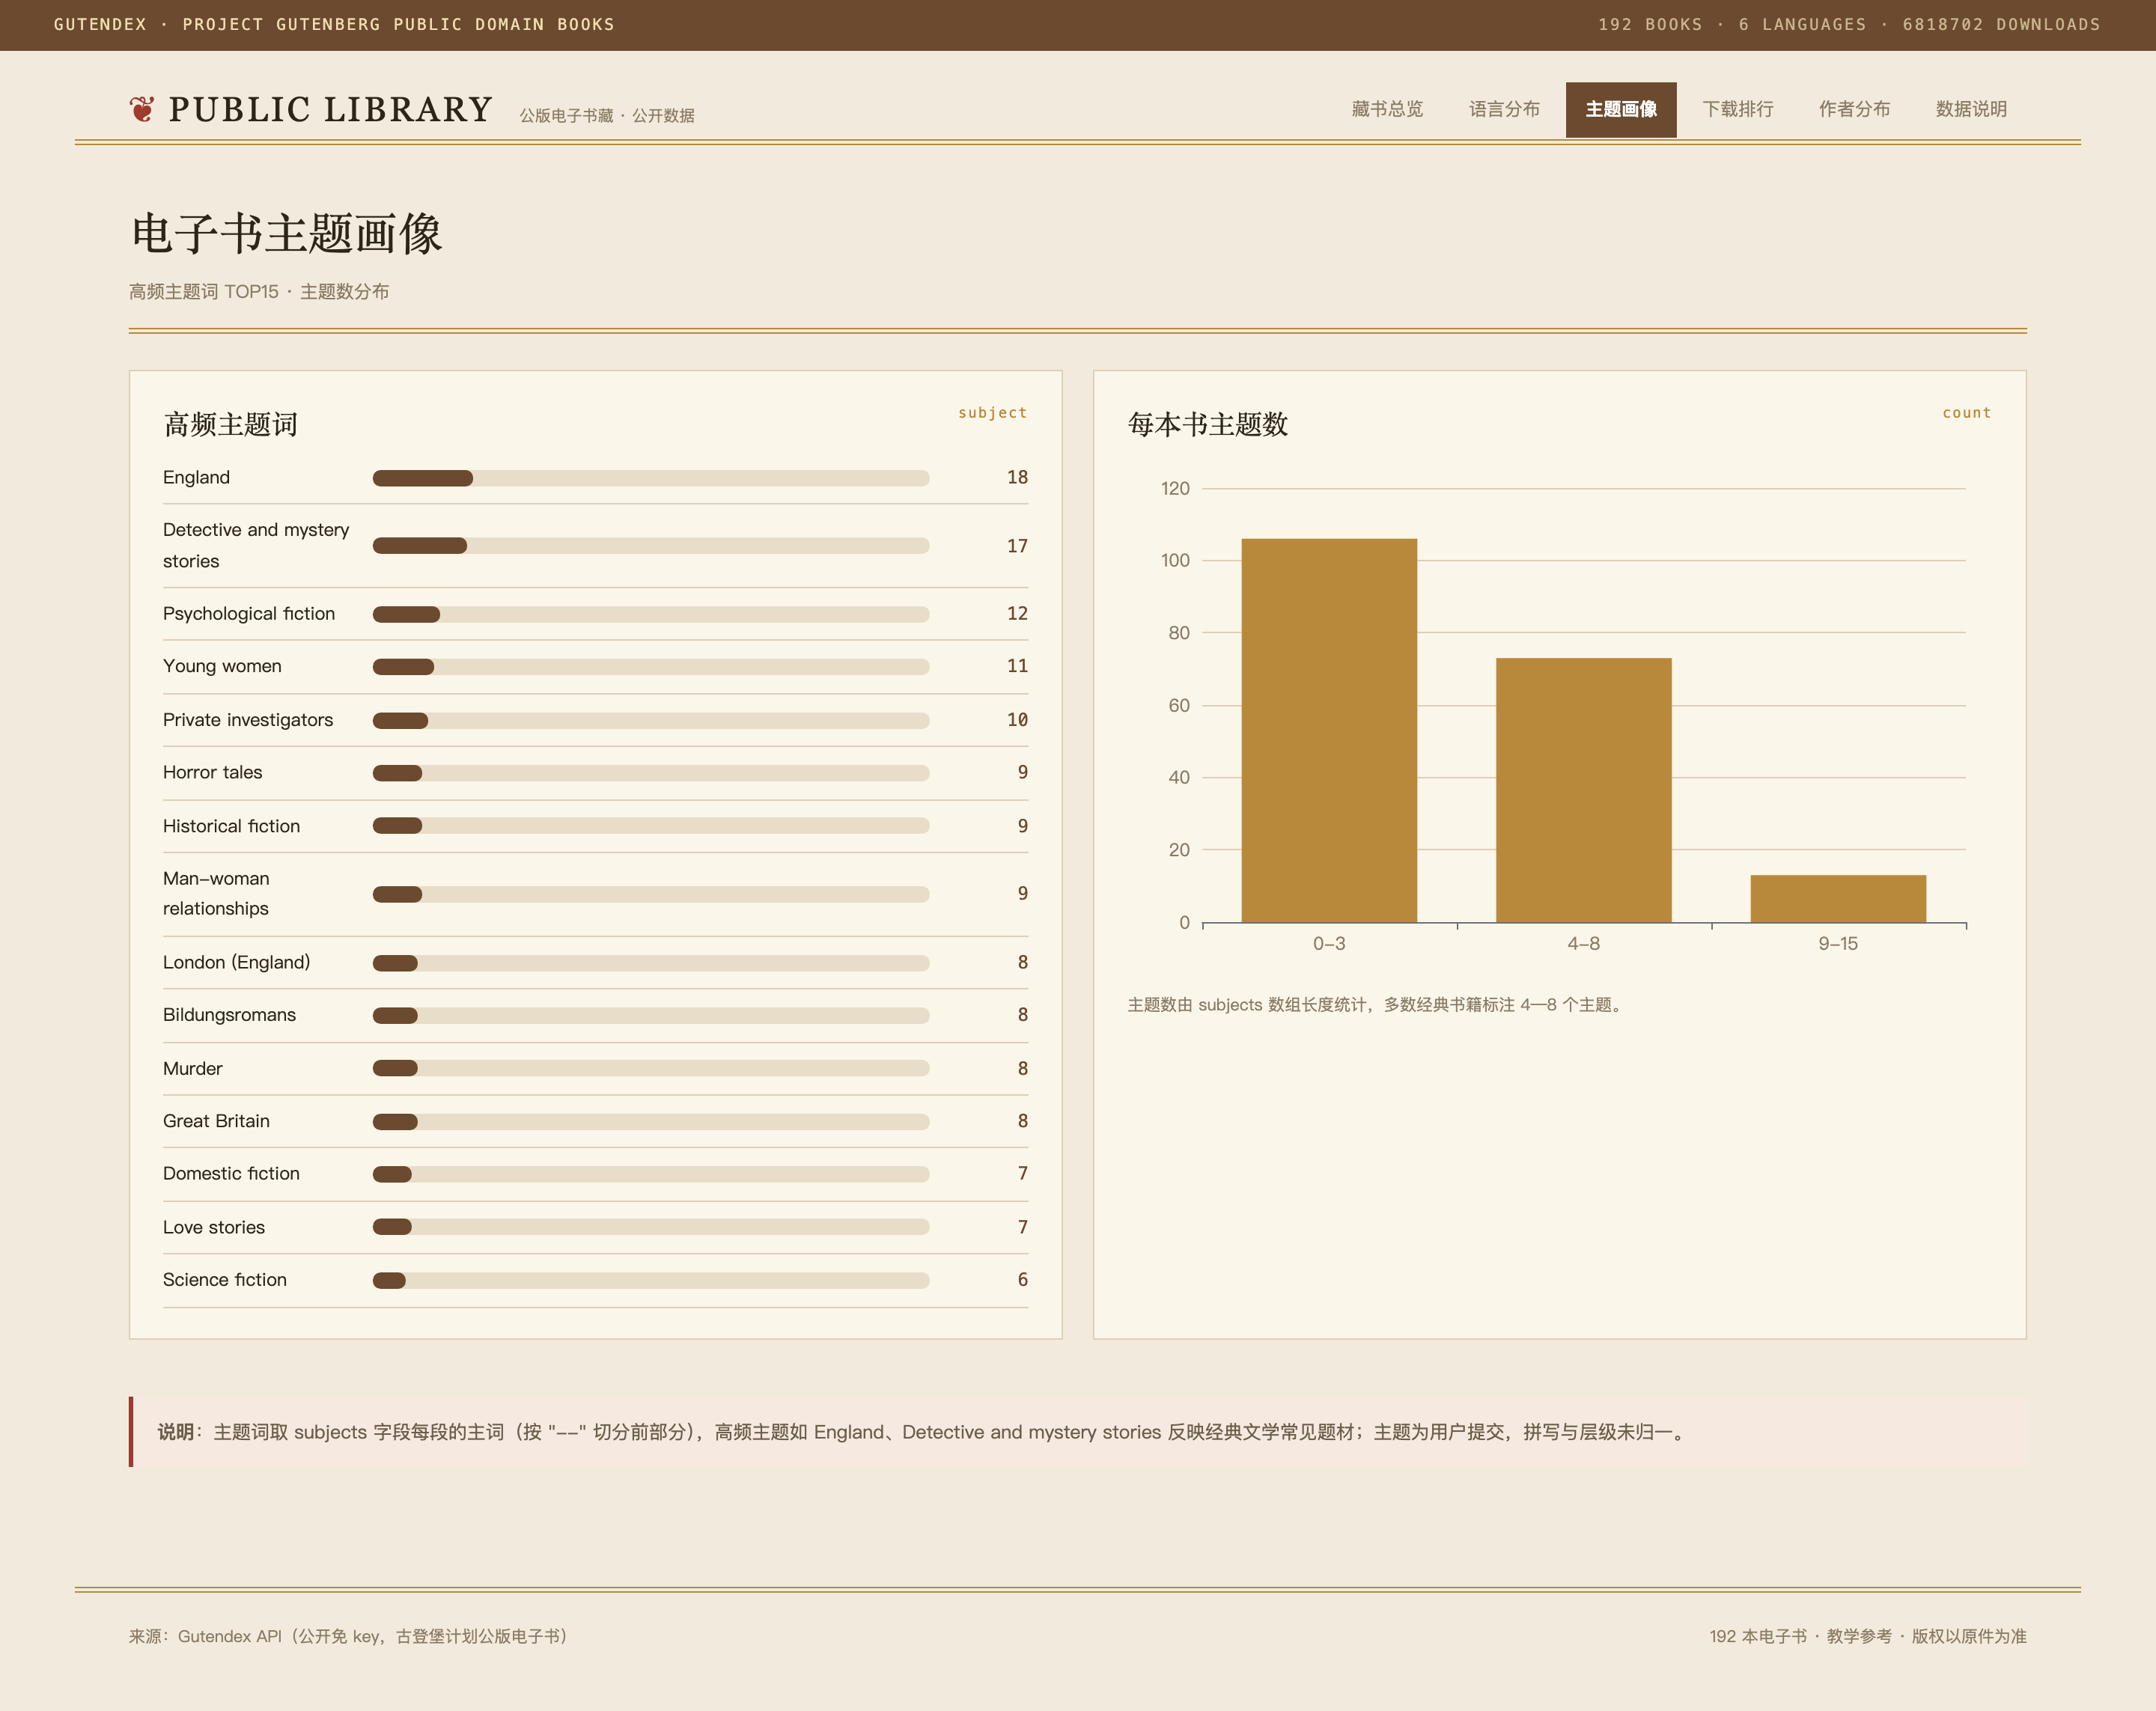 GUTENDEX · PROJECT GUTENBERG PUBLIC DOMAIN BOOKS
192 BOOKS · 6 LANGUAGES · 6818702 DOWNLOADS
❦ PUBLIC LIBRARY 公版电子书藏 · 公开数据
藏书总览 语言分布 主题画像 下载排行 作者分布 数据说明
电子书主题画像
高频主题词 TOP15 · 主题数分布
高频主题词 subject
England 18
Detective and mystery
stories 17
Psychological fiction 12
Young women 11
Private investigators 10
Horror tales 9
Historical fiction 9
Man–woman
relationships 9
London (England) 8
Bildungsromans 8
Murder 8
Great Britain 8
Domestic fiction 7
Love stories 7
Science fiction 6
每本书主题数 count
120
100
80
60
40
20
0
0–3 4–8 9–15
主题数由 subjects 数组长度统计，多数经典书籍标注 4—8 个主题。
说明：主题词取 subjects 字段每段的主词（按 "--" 切分前部分），高频主题如 England、Detective and mystery stories 反映经典文学常见题材；主题为用户提交，拼写与层级未归一。
来源：Gutendex API（公开免 key，古登堡计划公版电子书）
192 本电子书 · 教学参考 · 版权以原件为准